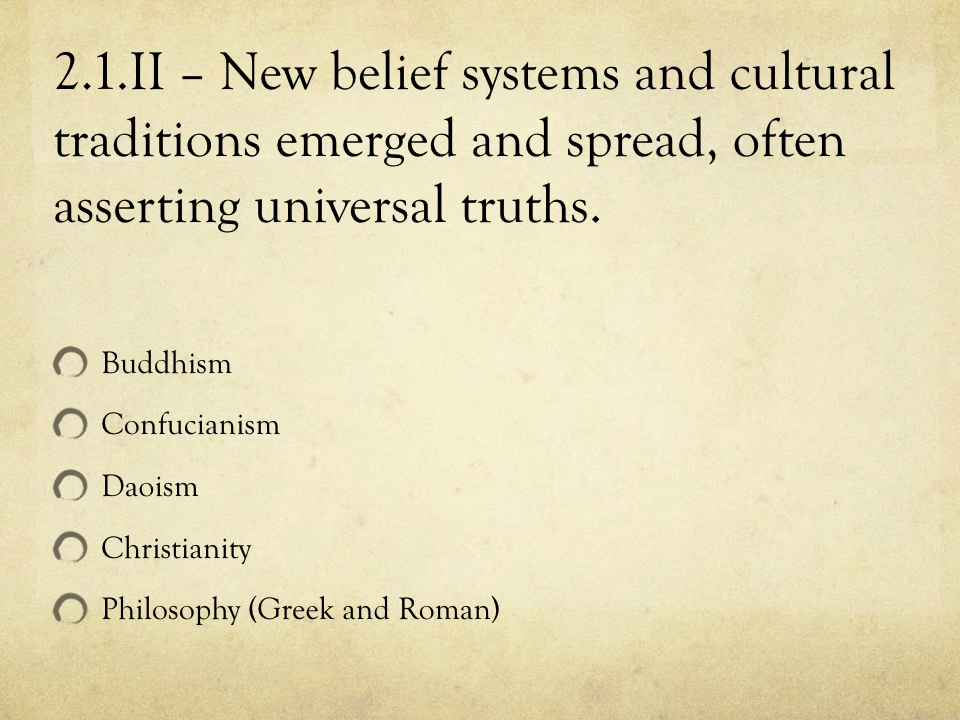 2.1.II – New belief systems and cultural
traditions emerged and spread, often
asserting universal truths.
Buddhism
Confucianism
Daoism
Christianity
Philosophy (Greek and Roman)